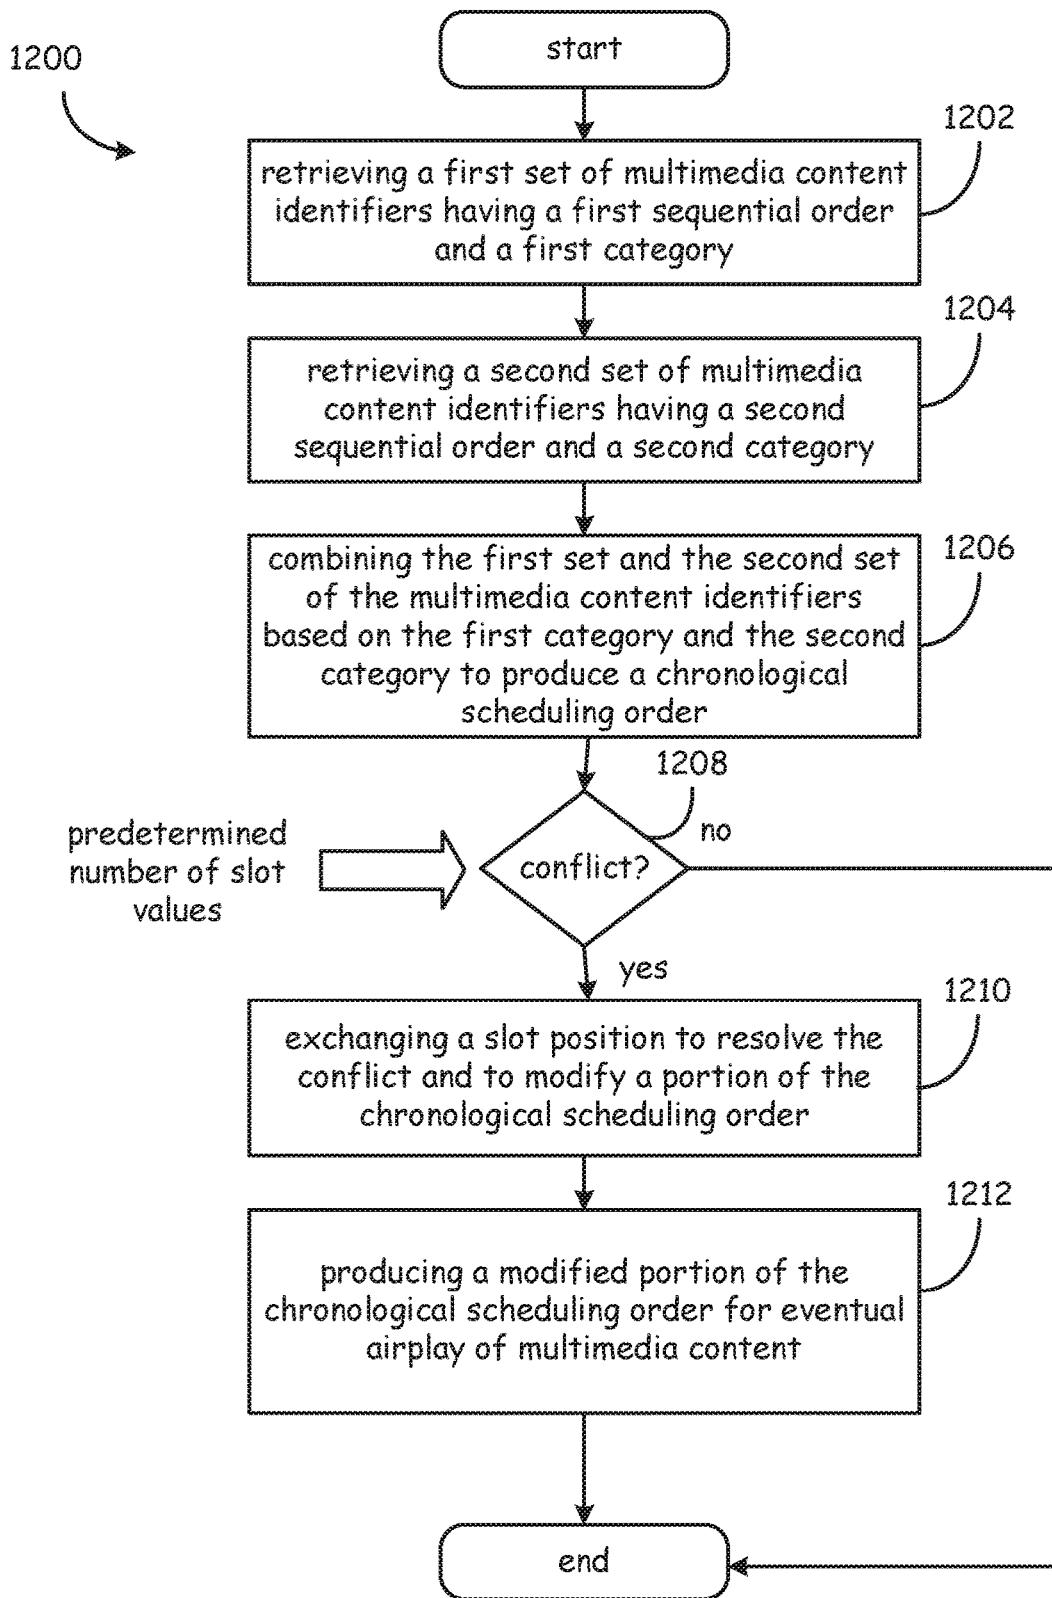 1200
start
1202
retrieving a first set of multimedia content
identifiers having a first sequential order
and a first category
1204
retrieving a second set of multimedia
content identifiers having a second
sequential order and a second category
1206
combining the first set and the second set
of the multimedia content identifiers
based on the first category and the second
category to produce a chronological
scheduling order
1208
predetermined
number of slot
values
conflict?
no
yes
1210
exchanging a slot position to resolve the
conflict and to modify a portion of the
chronological scheduling order
1212
producing a modified portion of the
chronological scheduling order for eventual
airplay of multimedia content
end